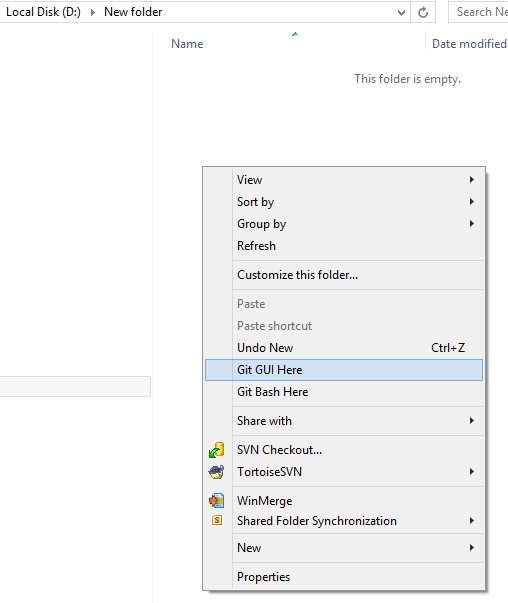 Local Disk (D:) New folder Search Ne
Name Date modified
This folder is empty.
View
Sort by
Group by
Refresh
Customize this folder...
Paste
Paste shortcut
Undo New Ctrl+Z
Git GUI Here
Git Bash Here
Share with
SVN Checkout...
TortoiseSVN
WinMerge
S Shared Folder Synchronization
New
Properties